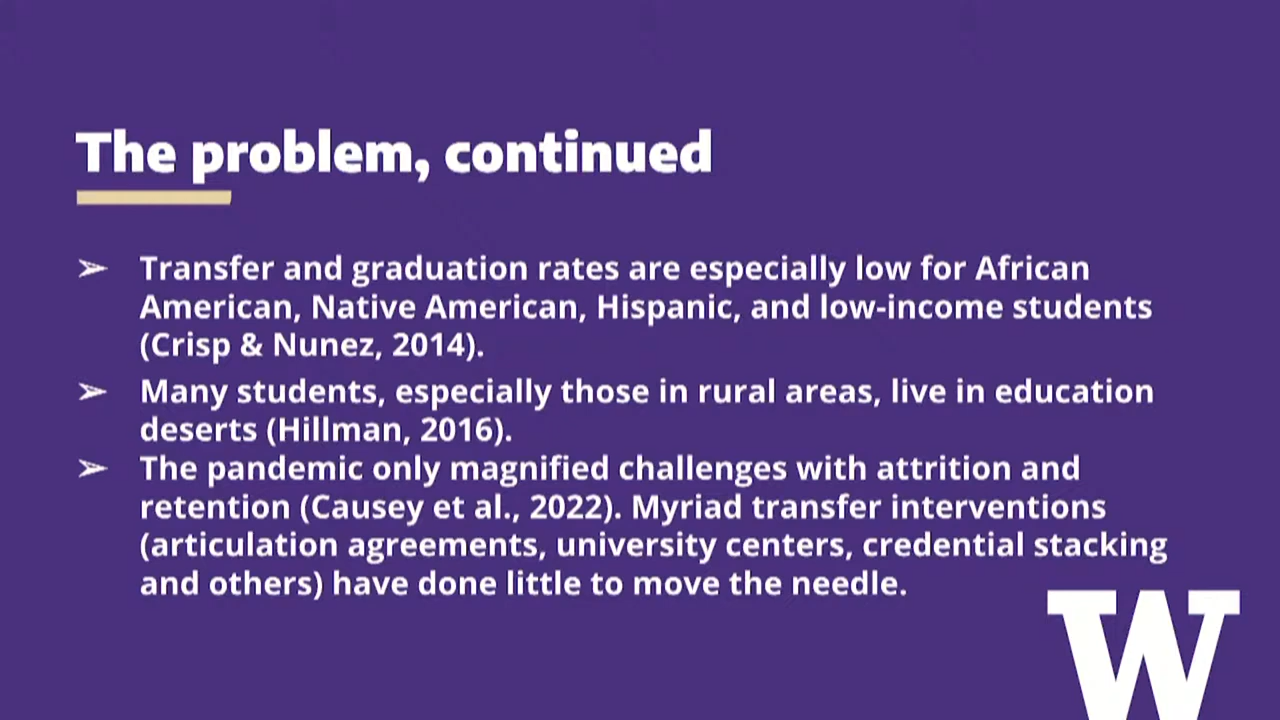 The problem, continued
➢ Transfer and graduation rates are especially low for African
American, Native American, Hispanic, and low-income students
(Crisp & Nunez, 2014).
➢ Many students, especially those in rural areas, live in education
deserts (Hillman, 2016).
➢ The pandemic only magnified challenges with attrition and
retention (Causey et al., 2022). Myriad transfer interventions
(articulation agreements, university centers, credential stacking
and others) have done little to move the needle.
W